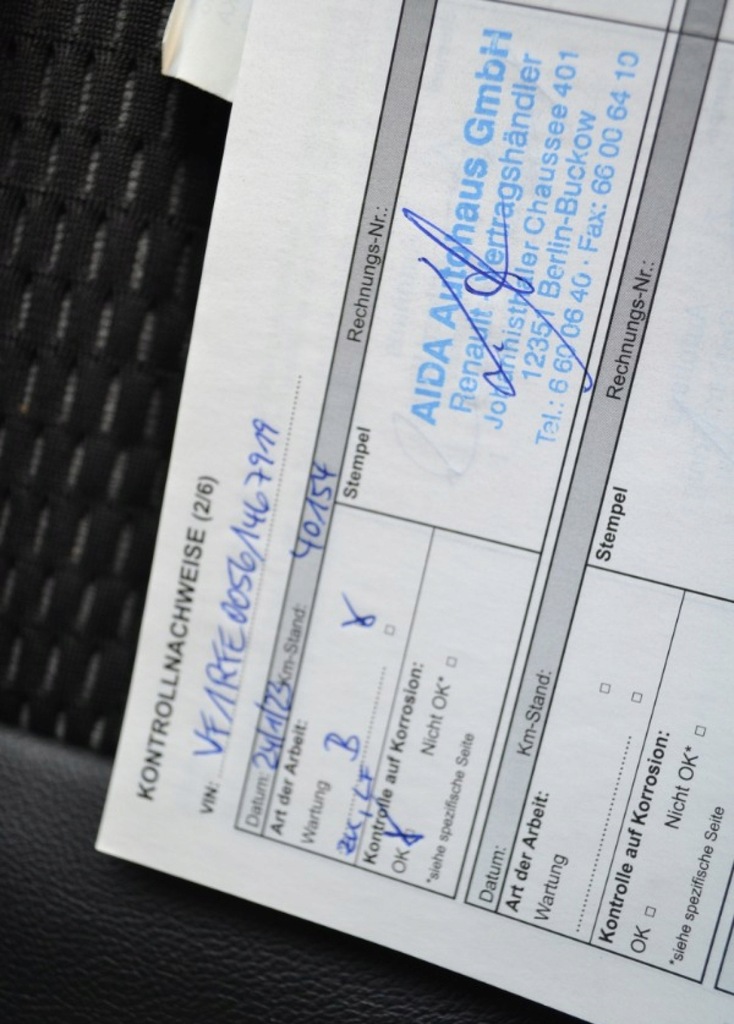 KONTROLLNACHWEISE (2/6)
VIN: VF1RFE00561467919
Datum: 24/1/23 Km-Stand: 40154 Rechnungs-Nr.:
Art der Arbeit:
Wartung B
Stempel
AIDA Autohaus GmbH
Renault Vertragshändler
Johannisthaler Chaussee 401
12351 Berlin-Buckow
Tel.: 6 60 06 40 · Fax: 66 00 64 10
Kontrolle auf Korrosion:
OK Nicht OK* □
*siehe spezifische Seite
Datum: Km-Stand: Rechnungs-Nr.:
Art der Arbeit:
Wartung □
□
Stempel
Kontrolle auf Korrosion:
OK □ Nicht OK* □
*siehe spezifische Seite